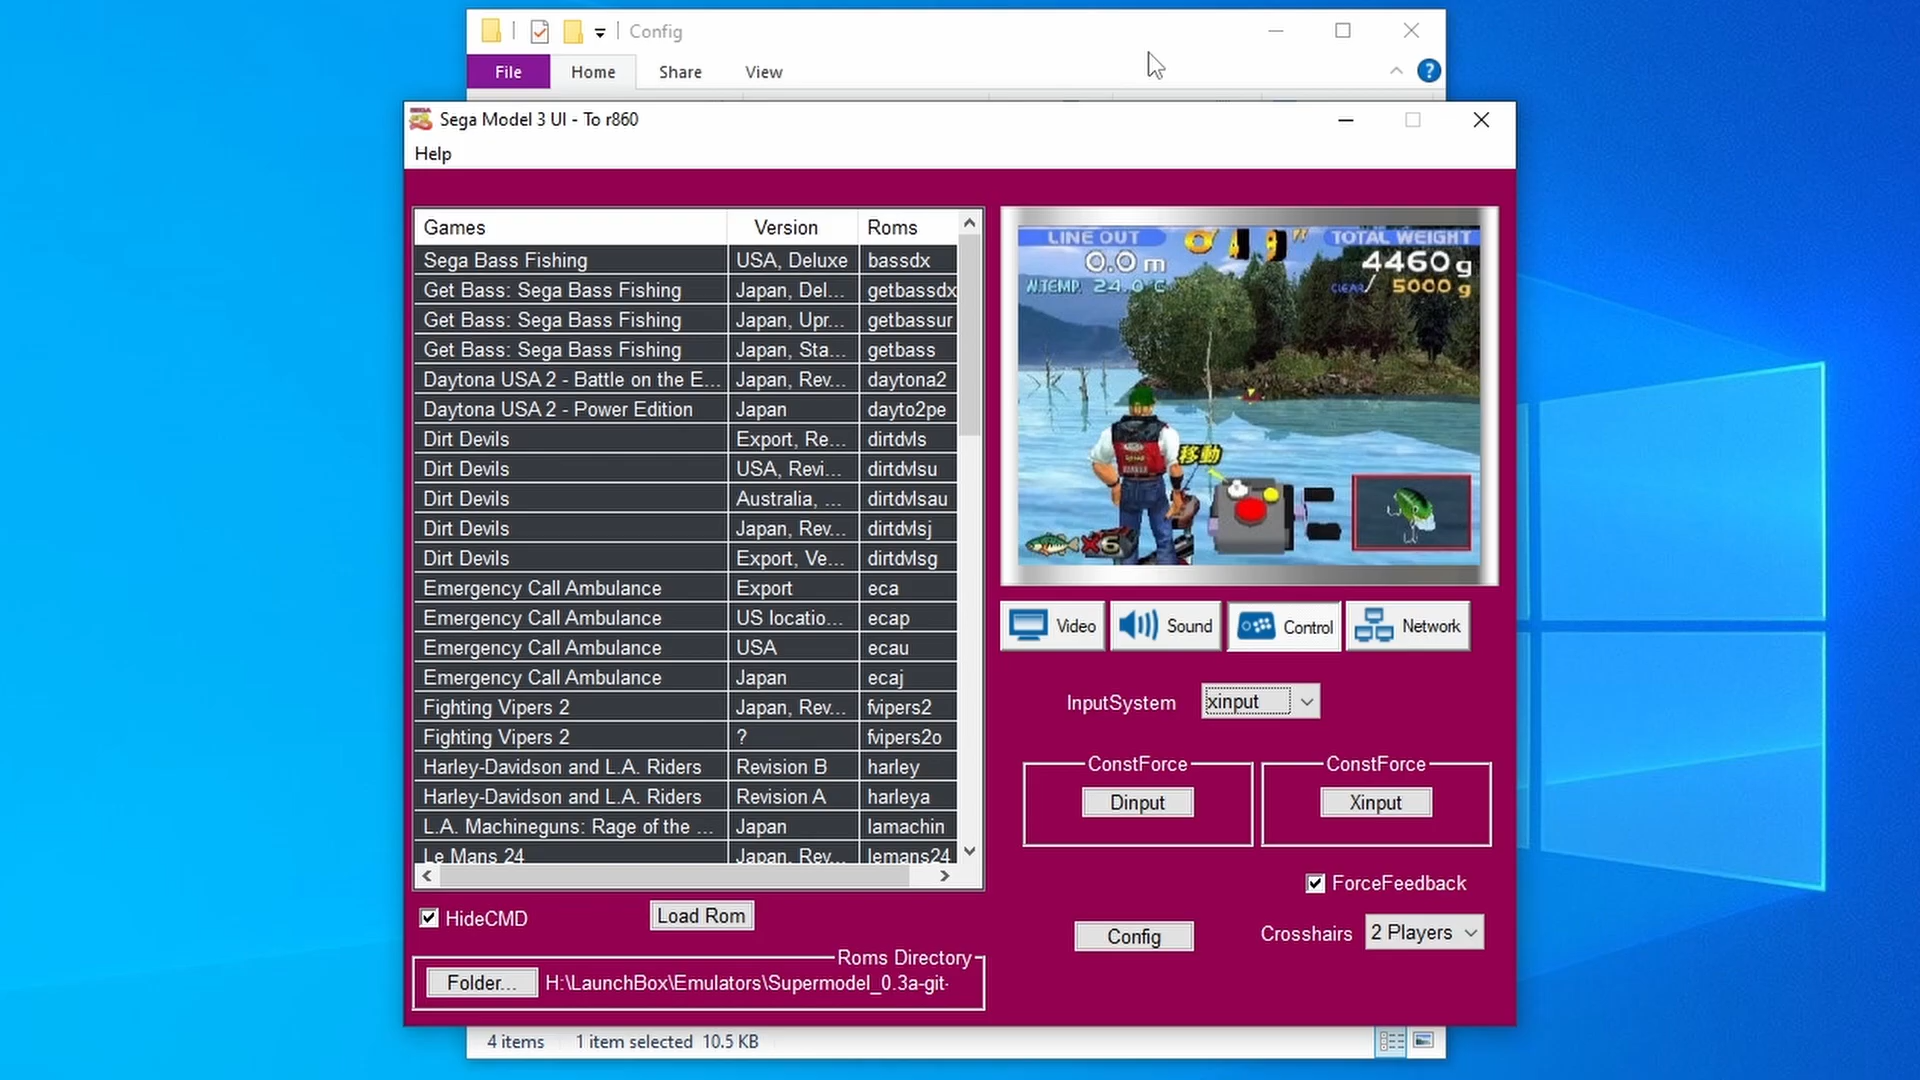 Config
File Home Share View
Sega Model 3 UI - To r860
Help
Games Version Roms
Sega Bass Fishing USA, Deluxe bassdx
Get Bass: Sega Bass Fishing Japan, Del... getbassdx
Get Bass: Sega Bass Fishing Japan, Upr... getbassur
Get Bass: Sega Bass Fishing Japan, Sta... getbass
Daytona USA 2 - Battle on the E... Japan, Rev... daytona2
Daytona USA 2 - Power Edition Japan dayto2pe
Dirt Devils Export, Re... dirtdvls
Dirt Devils USA, Revi... dirtdvlsu
Dirt Devils Australia, ... dirtdvlsau
Dirt Devils Japan, Rev... dirtdvlsj
Dirt Devils Export, Ve... dirtdvlsg
Emergency Call Ambulance Export eca
Emergency Call Ambulance US locatio... ecap
Emergency Call Ambulance USA ecau
Emergency Call Ambulance Japan ecaj
Fighting Vipers 2 Japan, Rev... fvipers2
Fighting Vipers 2 ? fvipers2o
Harley-Davidson and L.A. Riders Revision B harley
Harley-Davidson and L.A. Riders Revision A harleya
L.A. Machineguns: Rage of the ... Japan lamachin
Le Mans 24 Japan, Rev... lemans24
HideCMD
Load Rom
Roms Directory
Folder... H:\LaunchBox\Emulators\Supermodel_0.3a-git-
LINE OUT 0'19" TOTAL WEIGHT
0.0 m 4460 g
W.TEMP. 24.0 C CLEAR/ 5000 g
移動
X6
Video Sound Control Network
InputSystem xinput
ConstForce ConstForce
Dinput Xinput
ForceFeedback
Config Crosshairs 2 Players
4 items 1 item selected 10.5 KB